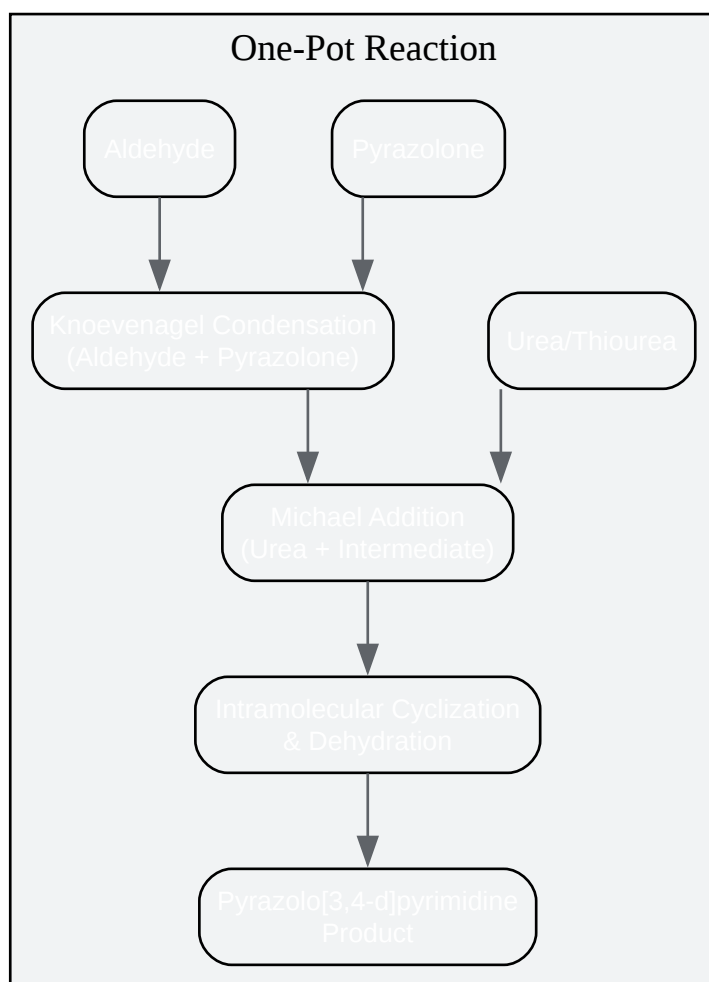 One-Pot Reaction
Aldehyde
Pyrazolone
Knoevenagel Condensation
(Aldehyde + Pyrazolone)
Urea/Thiourea
Michael Addition
(Urea + Intermediate)
Intramolecular Cyclization
& Dehydration
Pyrazolo[3,4-d]pyrimidine
Product